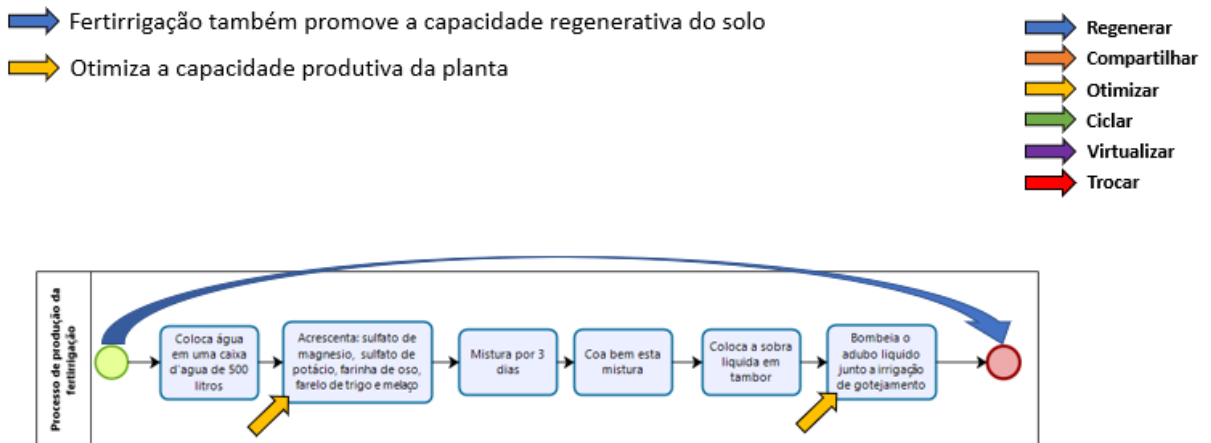 Fertirrigação também promove a capacidade regenerativa do solo
Otimiza a capacidade produtiva da planta
Regenerar
Compartilhar
Otimizar
Ciclar
Virtualizar
Trocar
Processo de produção da
fertirrigação
Coloca água
em uma caixa
d'agua de 500
litros
Acrescenta: sulfato de
magnesio, sulfato de
potácio, farinha de oso,
farelo de trigo e melaço
Mistura por 3
dias
Coa bem esta
mistura
Coloca a sobra
liquida em
tambor
Bombeia o
adubo liquido
junto a irrigação
de gotejamento